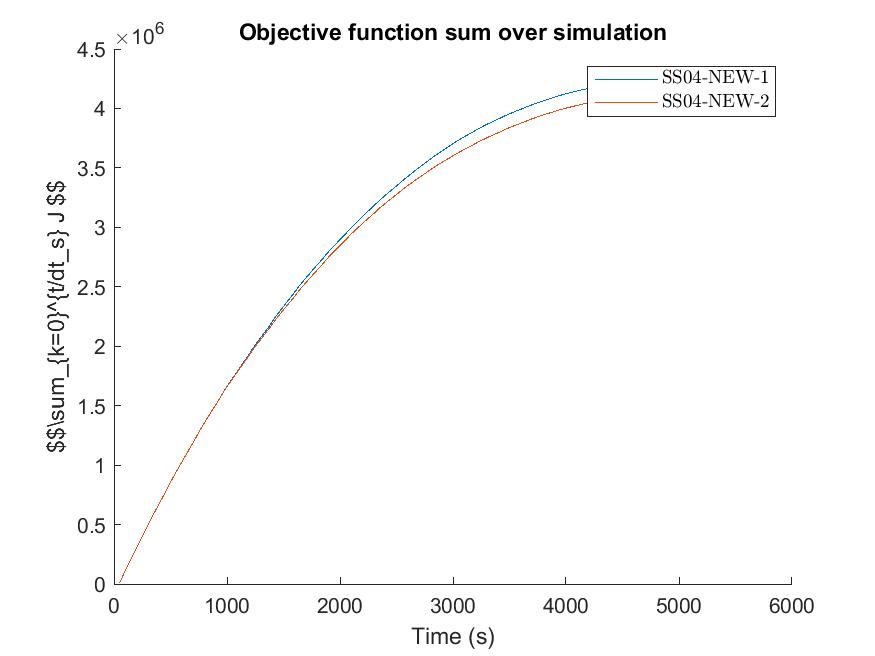 Objective function sum over simulation
×10^6
4.5
4
3.5
3
2.5
2
1.5
1
0.5
0
$$\sum_{k=0}^{t/dt_s} J $$
SS04-NEW-1
SS04-NEW-2
0 1000 2000 3000 4000 5000 6000
Time (s)